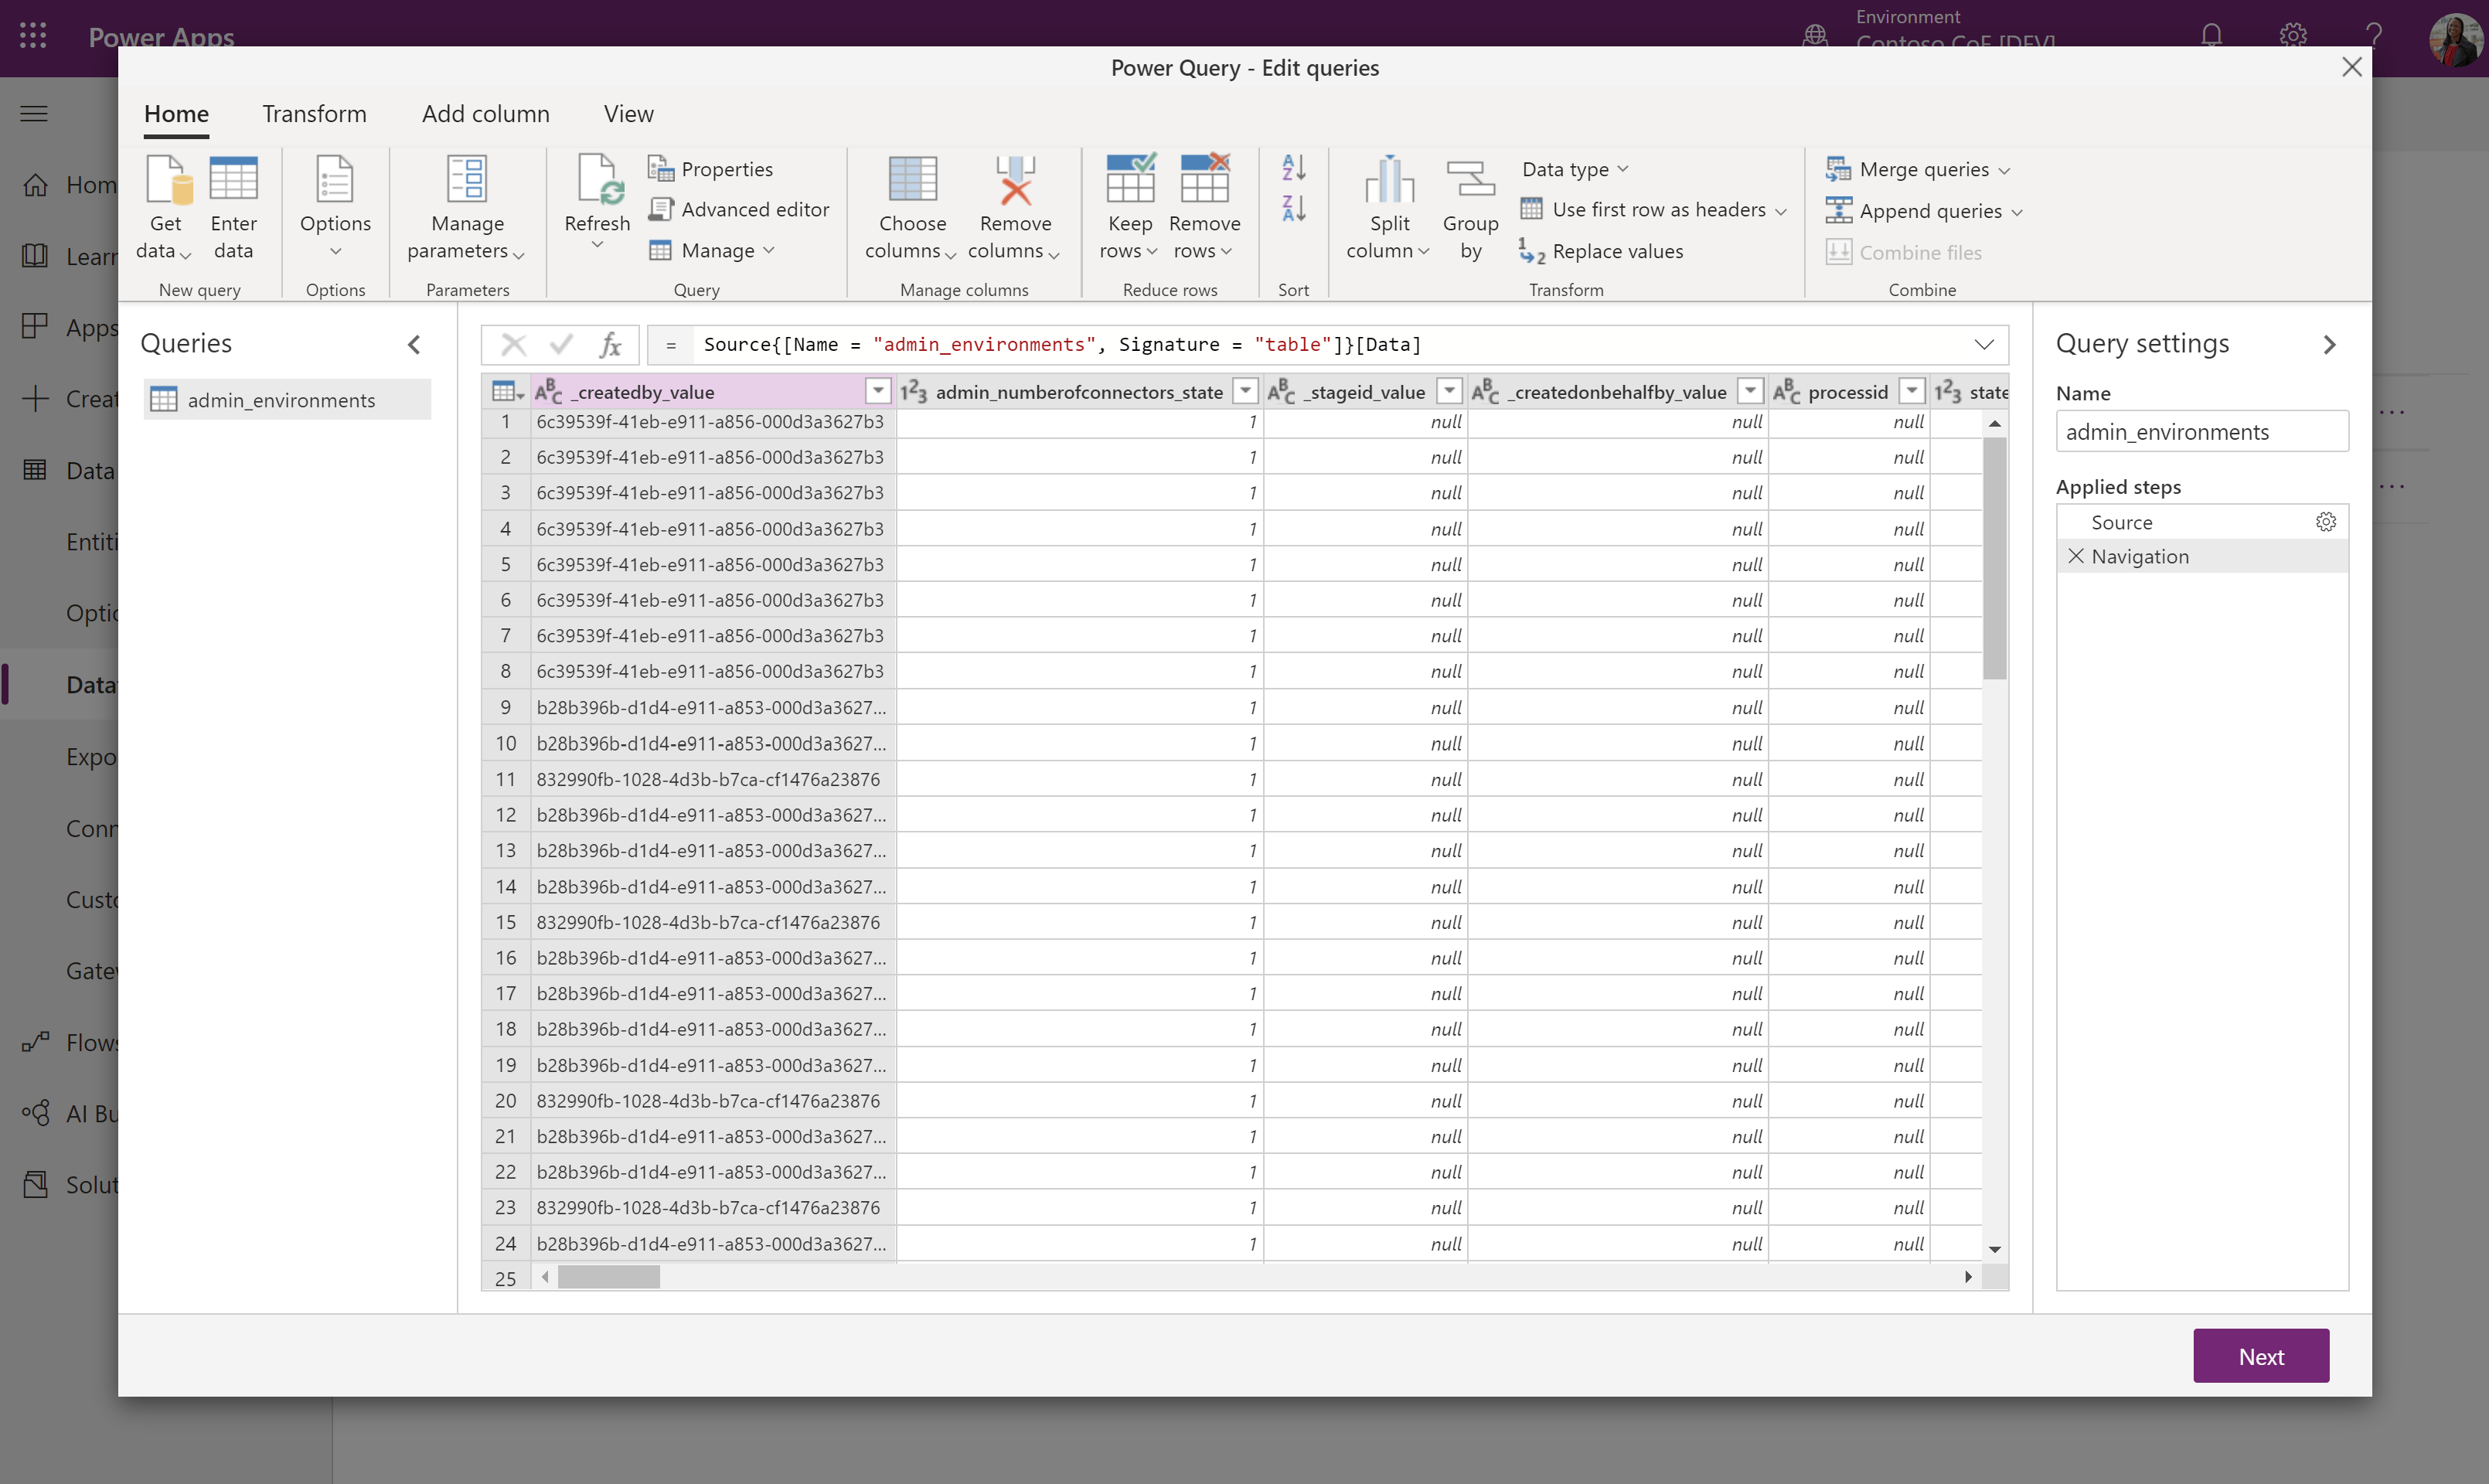 Power Apps
Environment
Contoso CoE [DEV]
Power Query - Edit queries
Home Transform Add column View
Get data
Enter data
New query
Options
Options
Manage parameters
Parameters
Refresh
Properties
Advanced editor
Manage
Query
Choose columns
Remove columns
Manage columns
Keep rows
Remove rows
Reduce rows
Sort
Split column
Group by
Data type
Use first row as headers
Replace values
Transform
Merge queries
Append queries
Combine files
Combine
Hom
Learn
Apps
Creat
Data
Entiti
Optio
Data
Expo
Conn
Custo
Gatew
Flows
AI Bu
Solut
Queries
admin_environments
fx = Source{[Name = "admin_environments", Signature = "table"]}[Data]
_createdby_value admin_numberofconnectors_state _stageid_value _createdonbehalfby_value processid state
1 6c39539f-41eb-e911-a856-000d3a3627b3 1 null null null
2 6c39539f-41eb-e911-a856-000d3a3627b3 1 null null null
3 6c39539f-41eb-e911-a856-000d3a3627b3 1 null null null
4 6c39539f-41eb-e911-a856-000d3a3627b3 1 null null null
5 6c39539f-41eb-e911-a856-000d3a3627b3 1 null null null
6 6c39539f-41eb-e911-a856-000d3a3627b3 1 null null null
7 6c39539f-41eb-e911-a856-000d3a3627b3 1 null null null
8 6c39539f-41eb-e911-a856-000d3a3627b3 1 null null null
9 b28b396b-d1d4-e911-a853-000d3a3627... 1 null null null
10 b28b396b-d1d4-e911-a853-000d3a3627... 1 null null null
11 832990fb-1028-4d3b-b7ca-cf1476a23876 1 null null null
12 b28b396b-d1d4-e911-a853-000d3a3627... 1 null null null
13 b28b396b-d1d4-e911-a853-000d3a3627... 1 null null null
14 b28b396b-d1d4-e911-a853-000d3a3627... 1 null null null
15 832990fb-1028-4d3b-b7ca-cf1476a23876 1 null null null
16 b28b396b-d1d4-e911-a853-000d3a3627... 1 null null null
17 b28b396b-d1d4-e911-a853-000d3a3627... 1 null null null
18 b28b396b-d1d4-e911-a853-000d3a3627... 1 null null null
19 b28b396b-d1d4-e911-a853-000d3a3627... 1 null null null
20 832990fb-1028-4d3b-b7ca-cf1476a23876 1 null null null
21 b28b396b-d1d4-e911-a853-000d3a3627... 1 null null null
22 b28b396b-d1d4-e911-a853-000d3a3627... 1 null null null
23 832990fb-1028-4d3b-b7ca-cf1476a23876 1 null null null
24 b28b396b-d1d4-e911-a853-000d3a3627... 1 null null null
25
Query settings
Name
admin_environments
Applied steps
Source
Navigation
Next